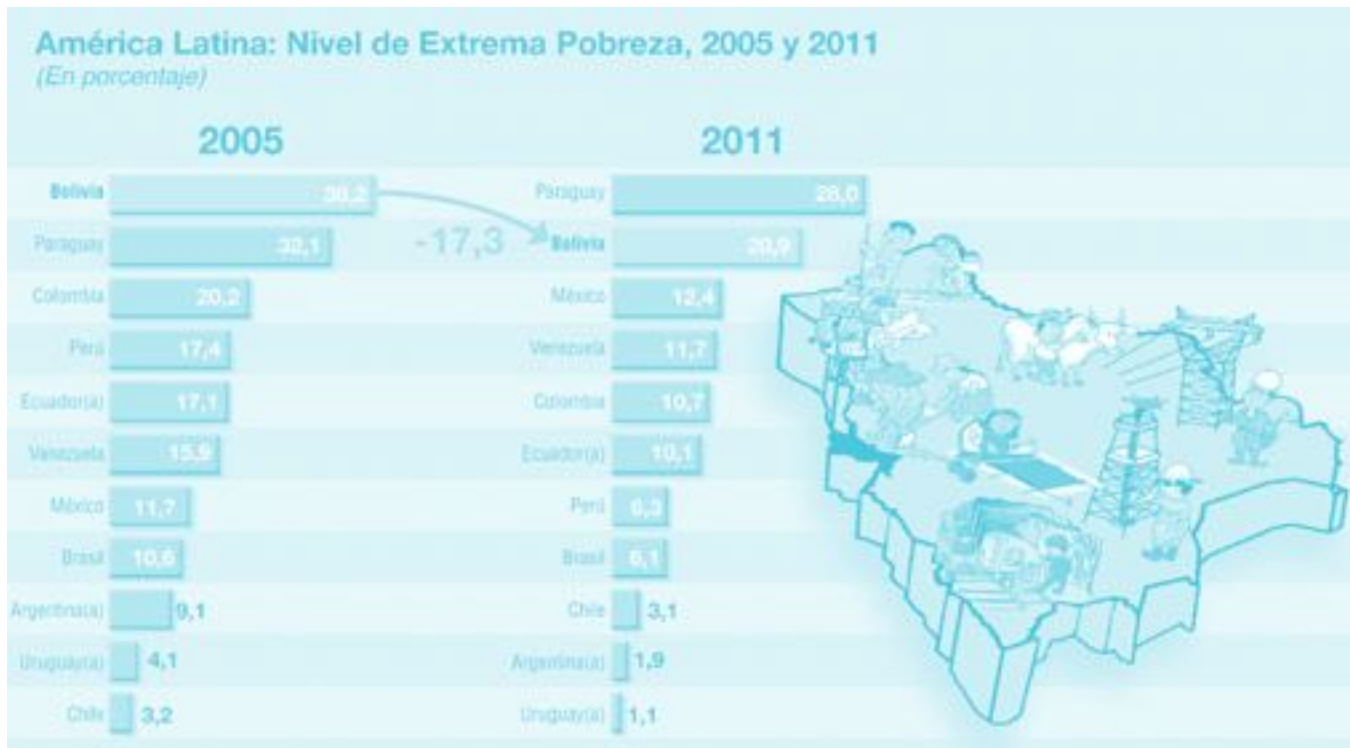 América Latina: Nivel de Extrema Pobreza, 2005 y 2011
(En porcentaje)
2005
Bolivia 38,2
Paraguay 32,1
Colombia 20,2
Perú 17,4
Ecuador(a) 17,1
Venezuela 15,9
México 11,7
Brasil 10,6
Argentina(a) 9,1
Uruguay(a) 4,1
Chile 3,2
-17,3
2011
Paraguay 28,0
Bolivia 20,9
México 12,4
Venezuela 11,7
Colombia 10,7
Ecuador(a) 10,1
Perú 6,3
Brasil 6,1
Chile 3,1
Argentina(a) 1,9
Uruguay(a) 1,1